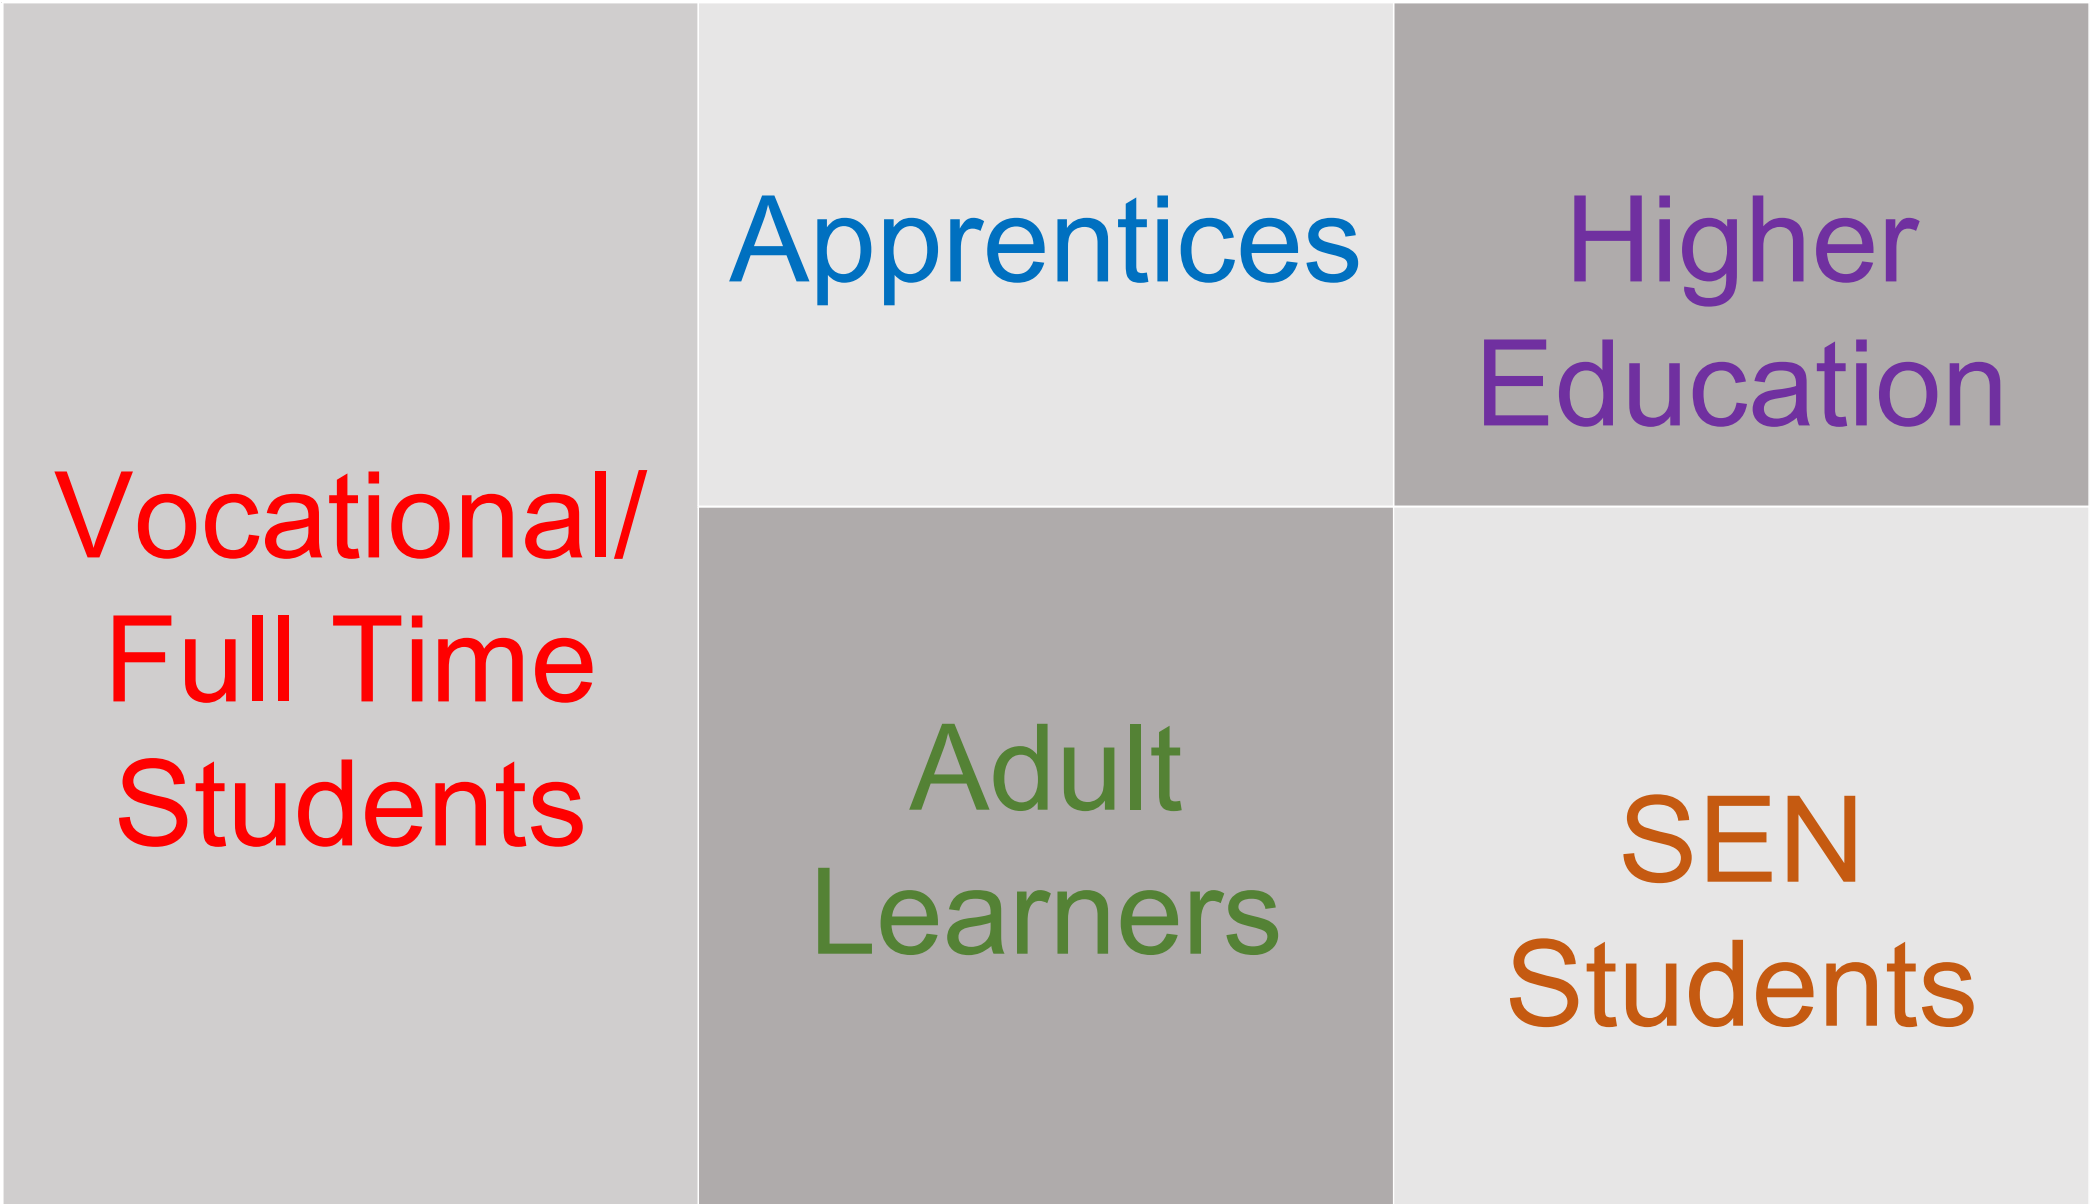 Vocational/
Full Time
Students
Apprentices
Higher
Education
Adult
Learners
SEN
Students